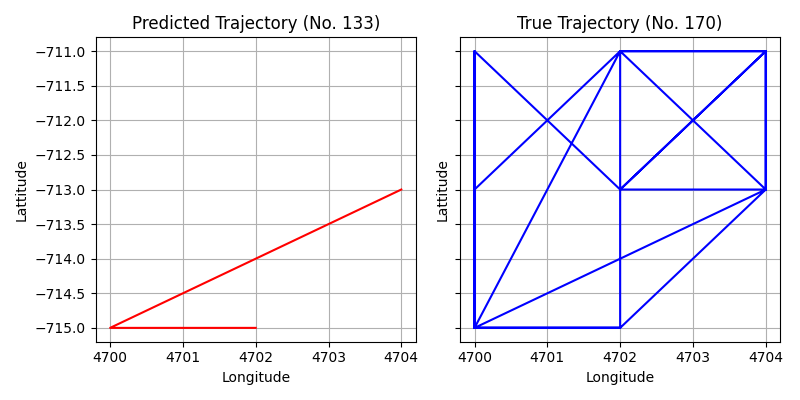 Predicted Trajectory (No. 133)
−711.0
−711.5
−712.0
−712.5
−713.0
−713.5
−714.0
−714.5
−715.0
Lattitude
4700 4701 4702 4703 4704
Longitude
True Trajectory (No. 170)
Lattitude
4700 4701 4702 4703 4704
Longitude